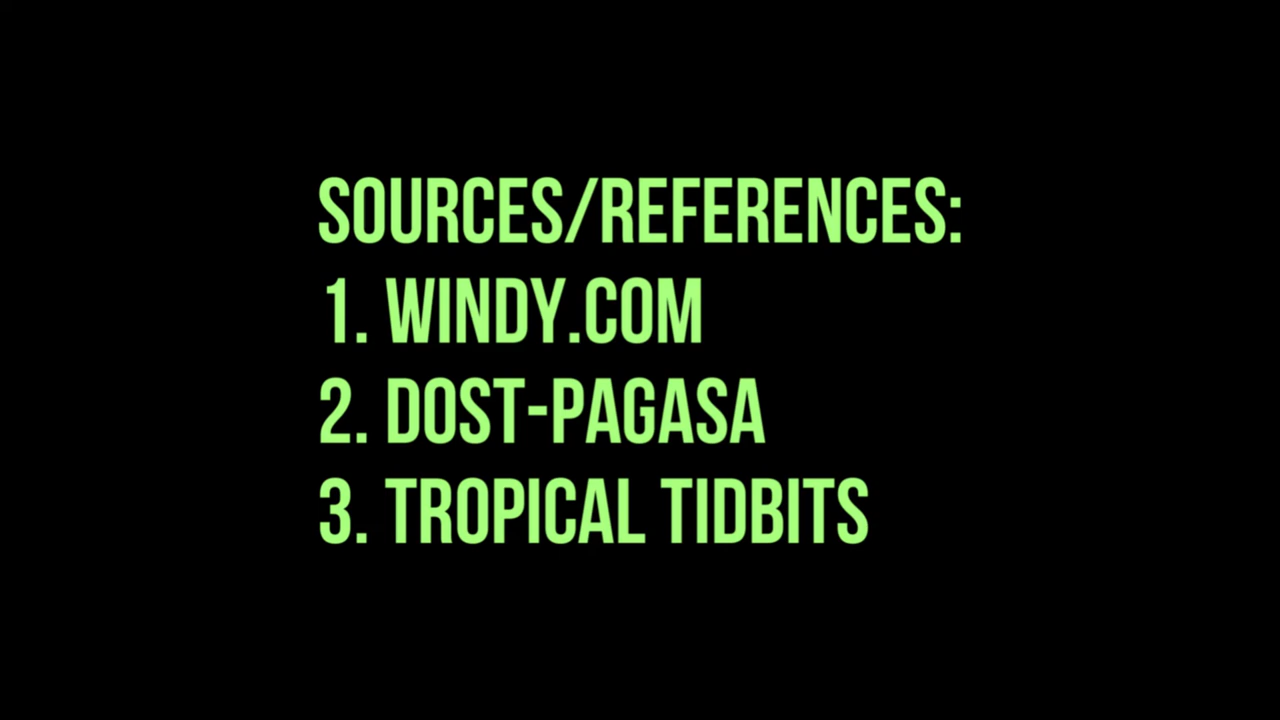 SOURCES/REFERENCES:
1. WINDY.COM
2. DOST-PAGASA
3. TROPICAL TIDBITS